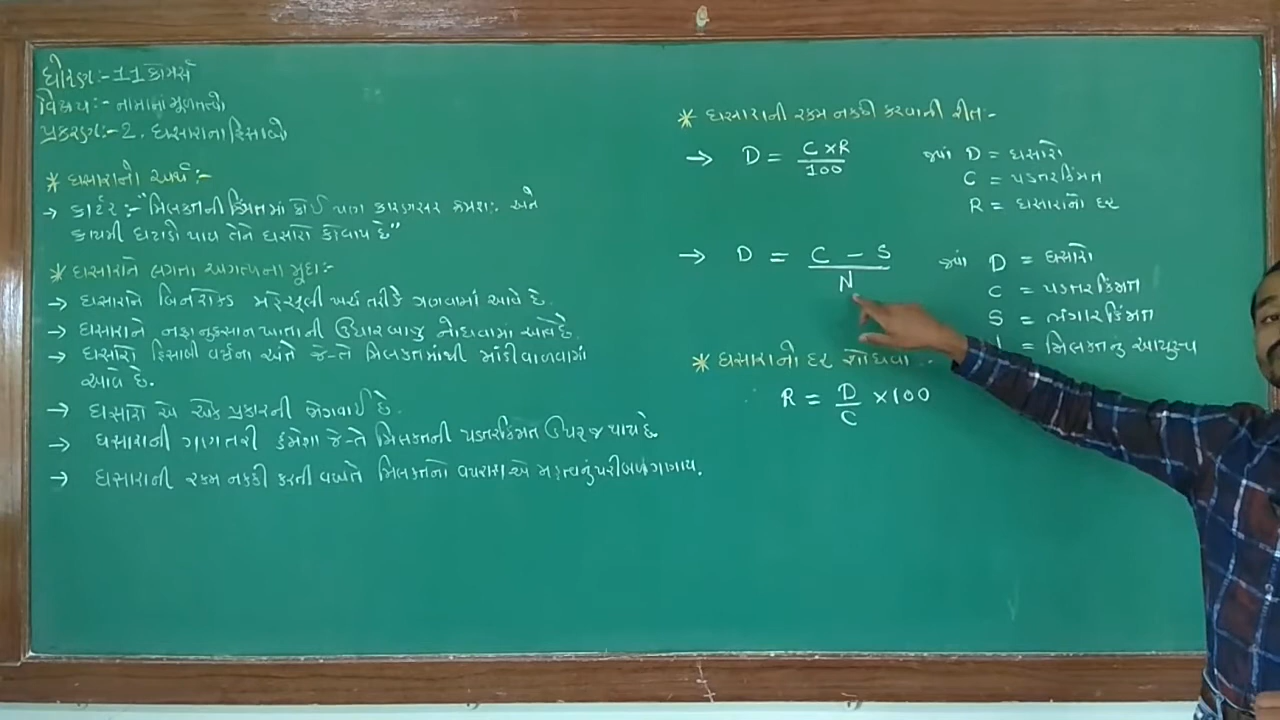 ધોરણ:- 11 કોમર્સ
વિષય:- નામાનાં મૂળતત્વો
પ્રકરણ:- 2. ઘસારાના હિસાબો
* ઘસારાનો અર્થ:-
→ કાર્ટર:- "મિલકતની કિંમતમાં કોઈ પણ કારણસર ક્રમશ: અને
કાયમી ઘટાડો થાય તેને ઘસારો કહેવાય છે"
* ઘસારાને લગતા અગત્યના મુદ્દા:-
→ ઘસારાને બિનરોકડ મહેસૂલી ખર્ચ તરીકે ગણવામાં આવે છે.
→ ઘસારાને નફા નુકસાન ખાતાની ઉધાર બાજુ નોંધવામાં આવે છે.
→ ઘસારો હિસાબી વર્ષના અંતે જે-તે મિલકતમાંથી માંડીવાળવામાં
આવે છે.
→ ઘસારો એ એક પ્રકારની જોગવાઈ છે.
→ ઘસારાની ગણતરી હંમેશા જે-તે મિલકતની પડતરકિંમત ઉપર જ થાય છે.
→ ઘસારાની રકમ નક્કી કરતી વખતે મિલકતનો વપરાશ એ મહત્વનું પરીબળ ગણાય.
* ઘસારાની રકમ નક્કી કરવાની રીત:-
→ D = C×R / 100 જ્યાં D = ઘસારો
C = પડતરકિંમત
R = ઘસારાનો દર
→ D = C - S / N જ્યાં D = ઘસારો
C = પડતરકિંમત
S = ભંગારકિંમત
= મિલકતનુ આયુષ્ય
* ઘસારાનો દર શોધવા :-
R = D / C ×100